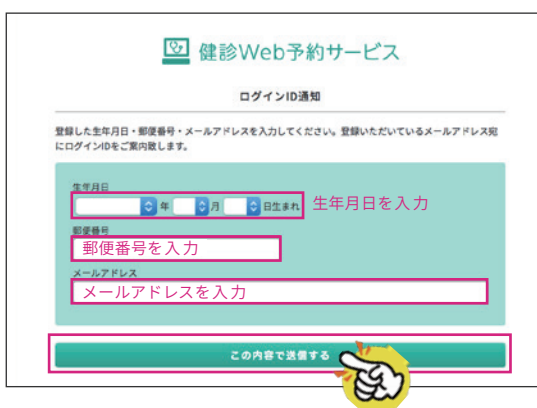 健診Web予約サービス
ログインID通知
登録した生年月日・郵便番号・メールアドレスを入力してください。登録いただいているメールアドレス宛
にログインIDをご案内致します。
生年月日
年 月 日生まれ 生年月日を入力
郵便番号
郵便番号を入力
メールアドレス
メールアドレスを入力
この内容で送信する